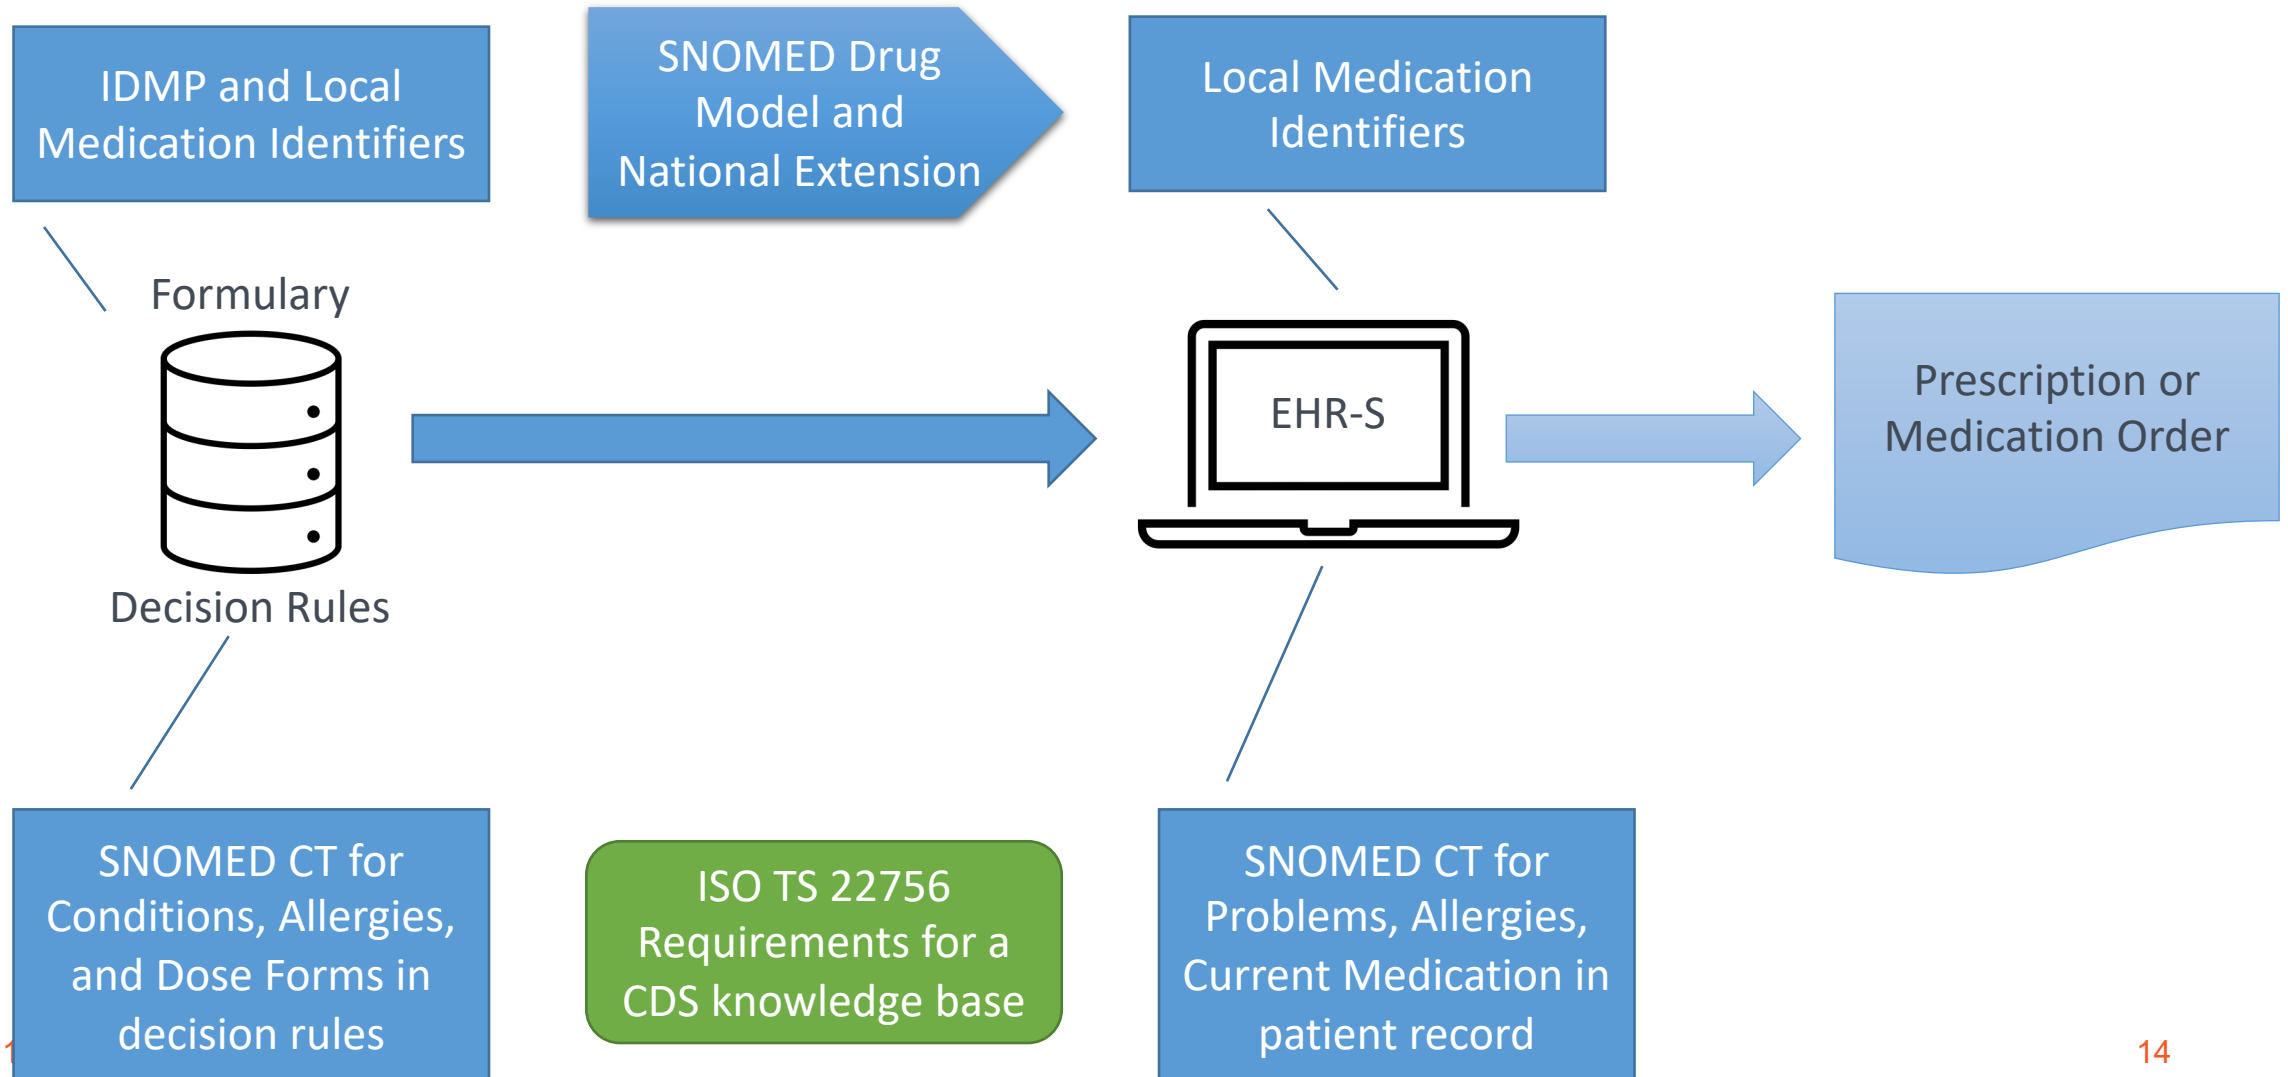 IDMP and Local
Medication Identifiers
SNOMED Drug
Model and
National Extension
Local Medication
Identifiers
Formulary
Decision Rules
EHR-S
Prescription or
Medication Order
SNOMED CT for
Conditions, Allergies,
and Dose Forms in
decision rules
ISO TS 22756
Requirements for a
CDS knowledge base
SNOMED CT for
Problems, Allergies,
Current Medication in
patient record
14